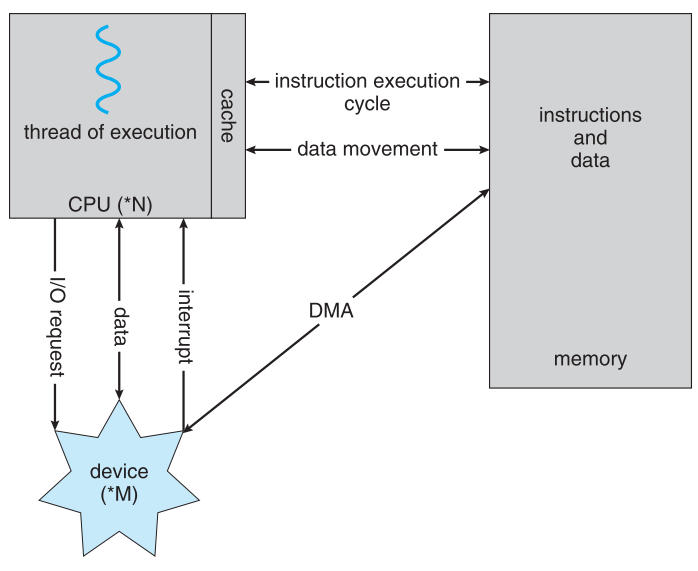 thread of execution
cache
CPU (*N)
instruction execution
cycle
data movement
instructions
and
data
memory
I/O request
data
interrupt
DMA
device
(*M)